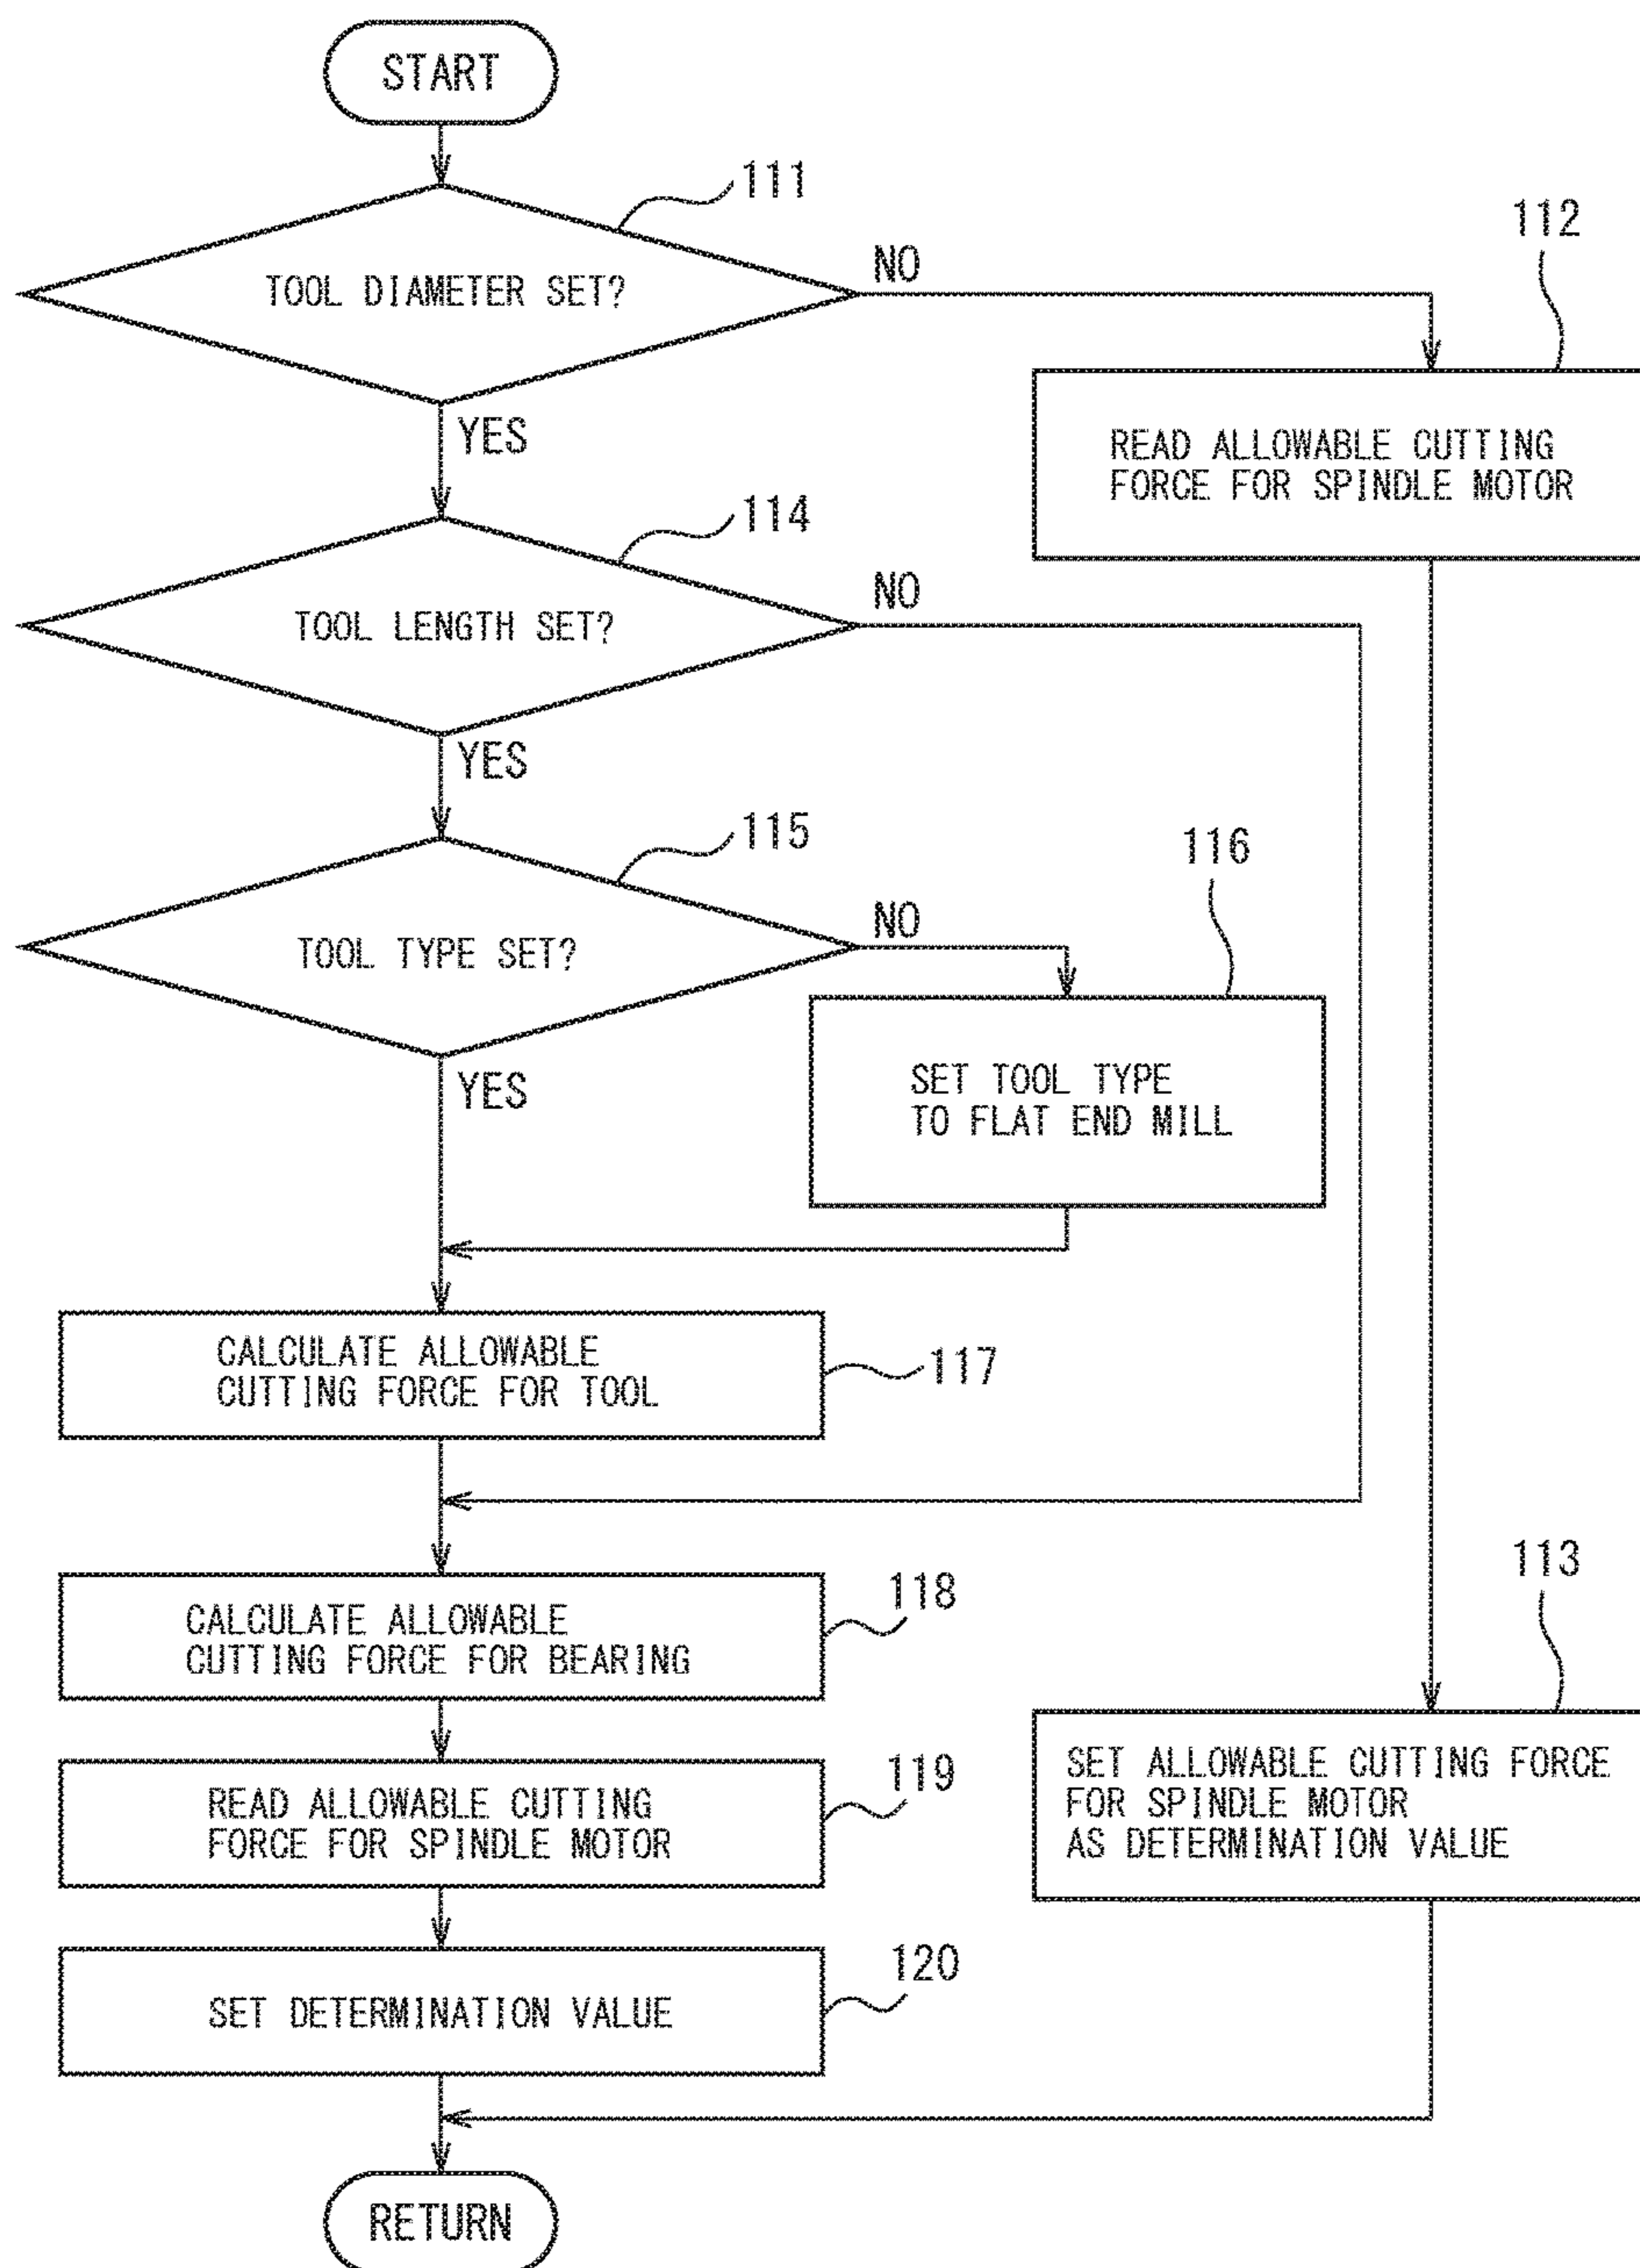 START
111
TOOL DIAMETER SET?
NO
112
READ ALLOWABLE CUTTING
FORCE FOR SPINDLE MOTOR
YES
114
TOOL LENGTH SET?
NO
YES
115
TOOL TYPE SET?
NO
116
SET TOOL TYPE
TO FLAT END MILL
YES
CALCULATE ALLOWABLE
CUTTING FORCE FOR TOOL
117
CALCULATE ALLOWABLE
CUTTING FORCE FOR BEARING
118
113
SET ALLOWABLE CUTTING FORCE
FOR SPINDLE MOTOR
AS DETERMINATION VALUE
READ ALLOWABLE CUTTING
FORCE FOR SPINDLE MOTOR
119
SET DETERMINATION VALUE
120
RETURN